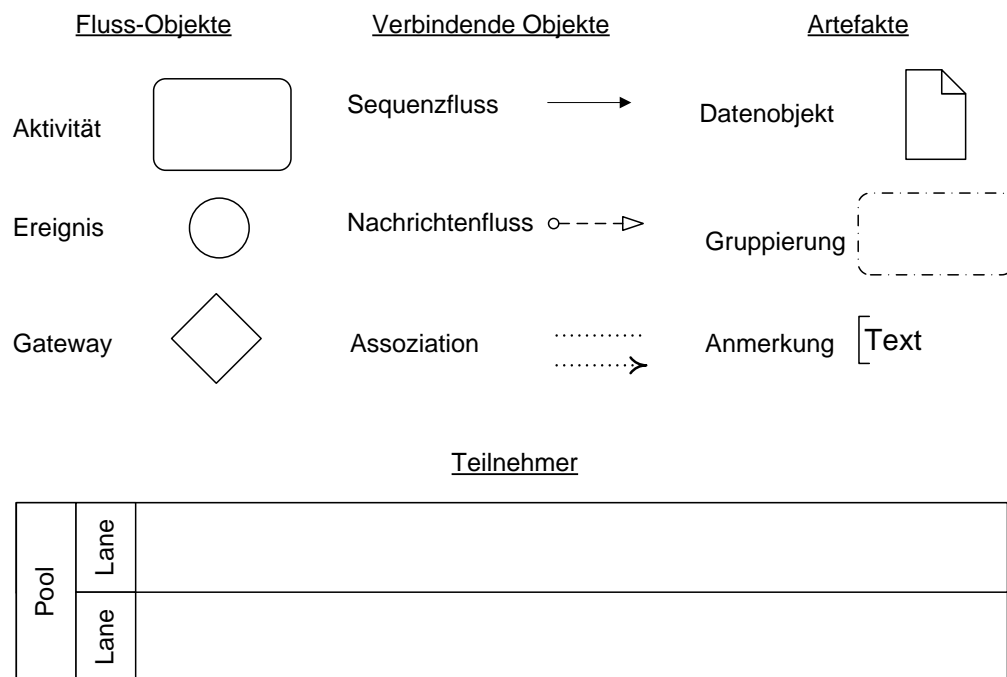 Fluss-Objekte
Verbindende Objekte
Artefakte
Aktivität
Sequenzfluss
Datenobjekt
Ereignis
Nachrichtenfluss
Gruppierung
Gateway
Assoziation
Anmerkung
Text
Teilnehmer
Pool
Lane
Lane